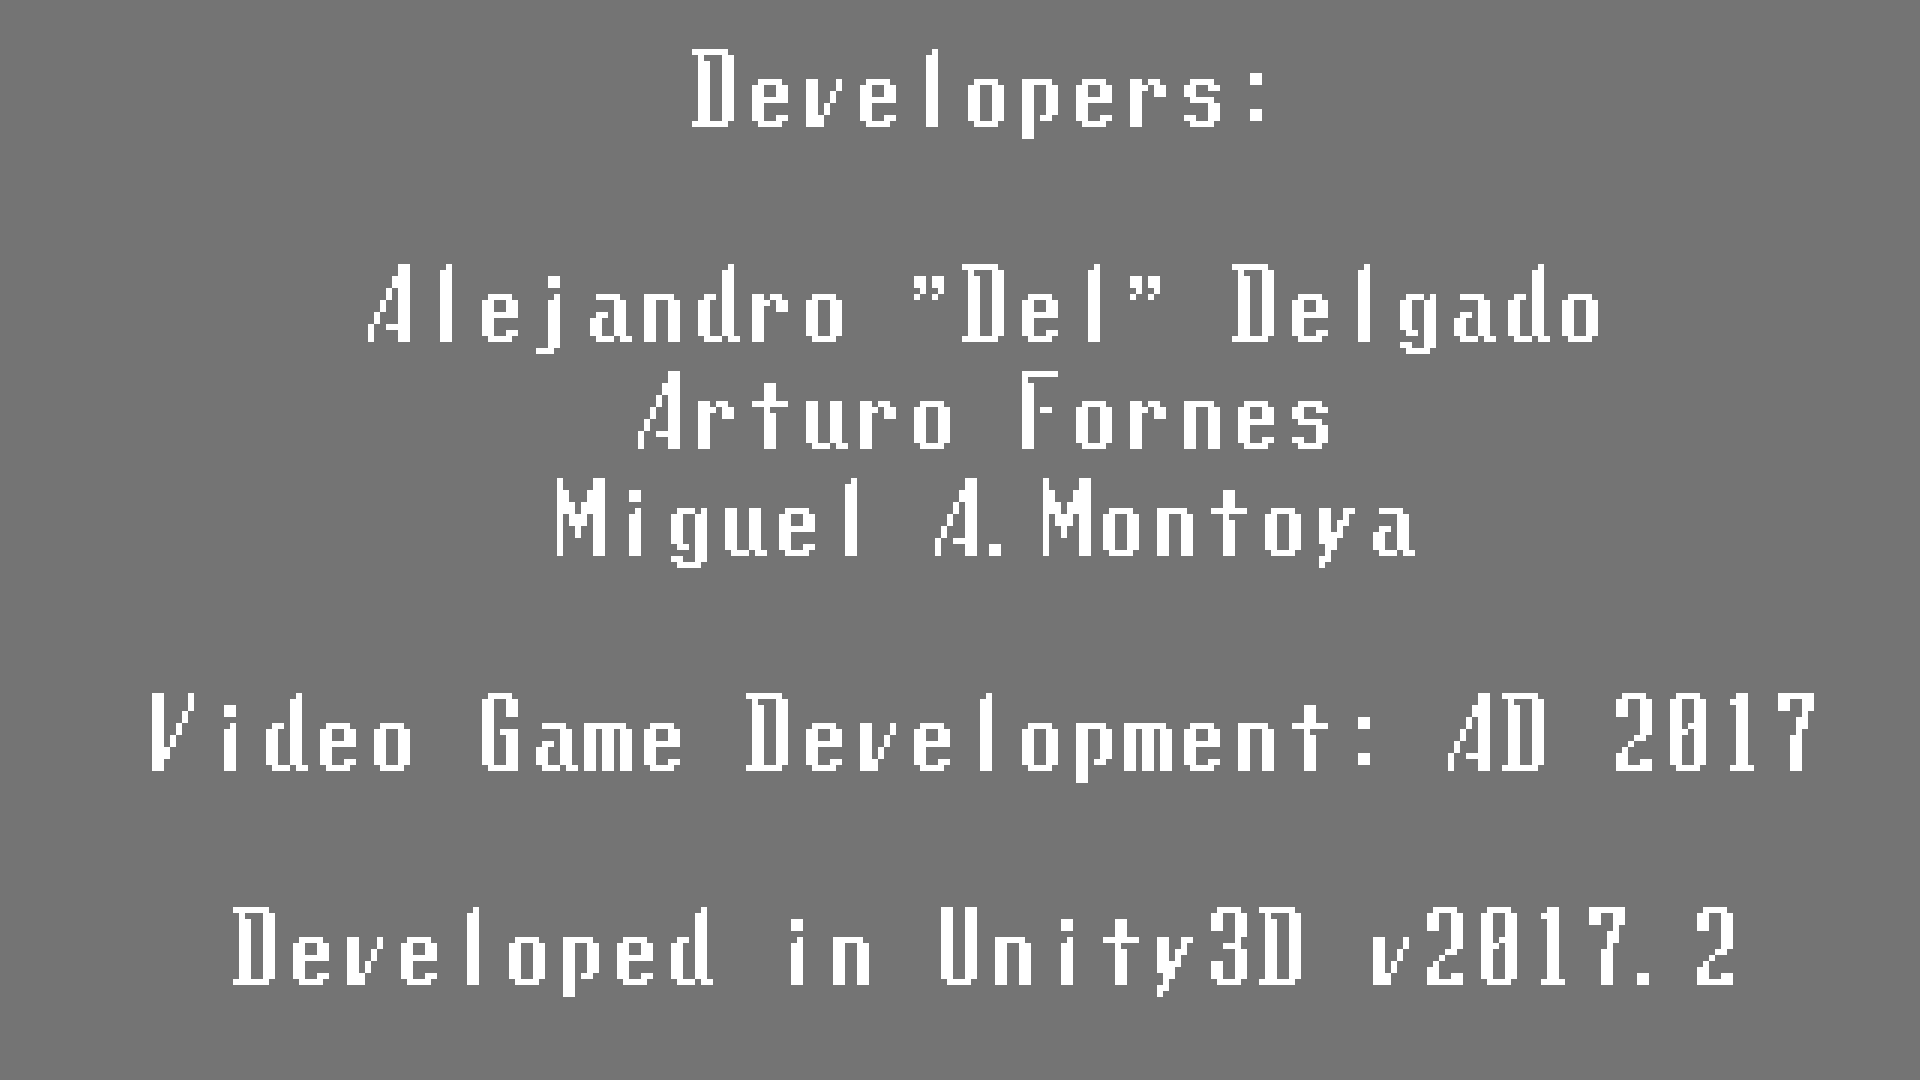 Developers:
Alejandro "Del" Delgado
Arturo Fornes
Miguel A.Montoya
Video Game Development: AD 2017
Developed in Unity3D v2017.2